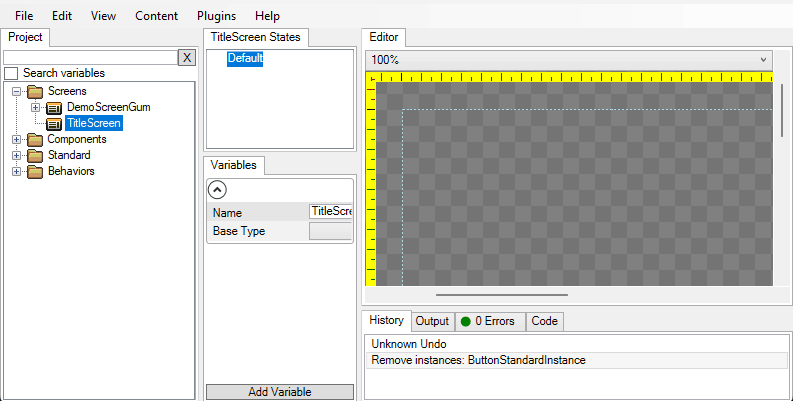 File Edit View Content Plugins Help
Project
X
Search variables
Screens
DemoScreenGum
TitleScreen
Components
Standard
Behaviors
TitleScreen States
Default
Variables
Name TitleScre
Base Type
Add Variable
Editor
100%
History Output 0 Errors Code
Unknown Undo
Remove instances: ButtonStandardInstance